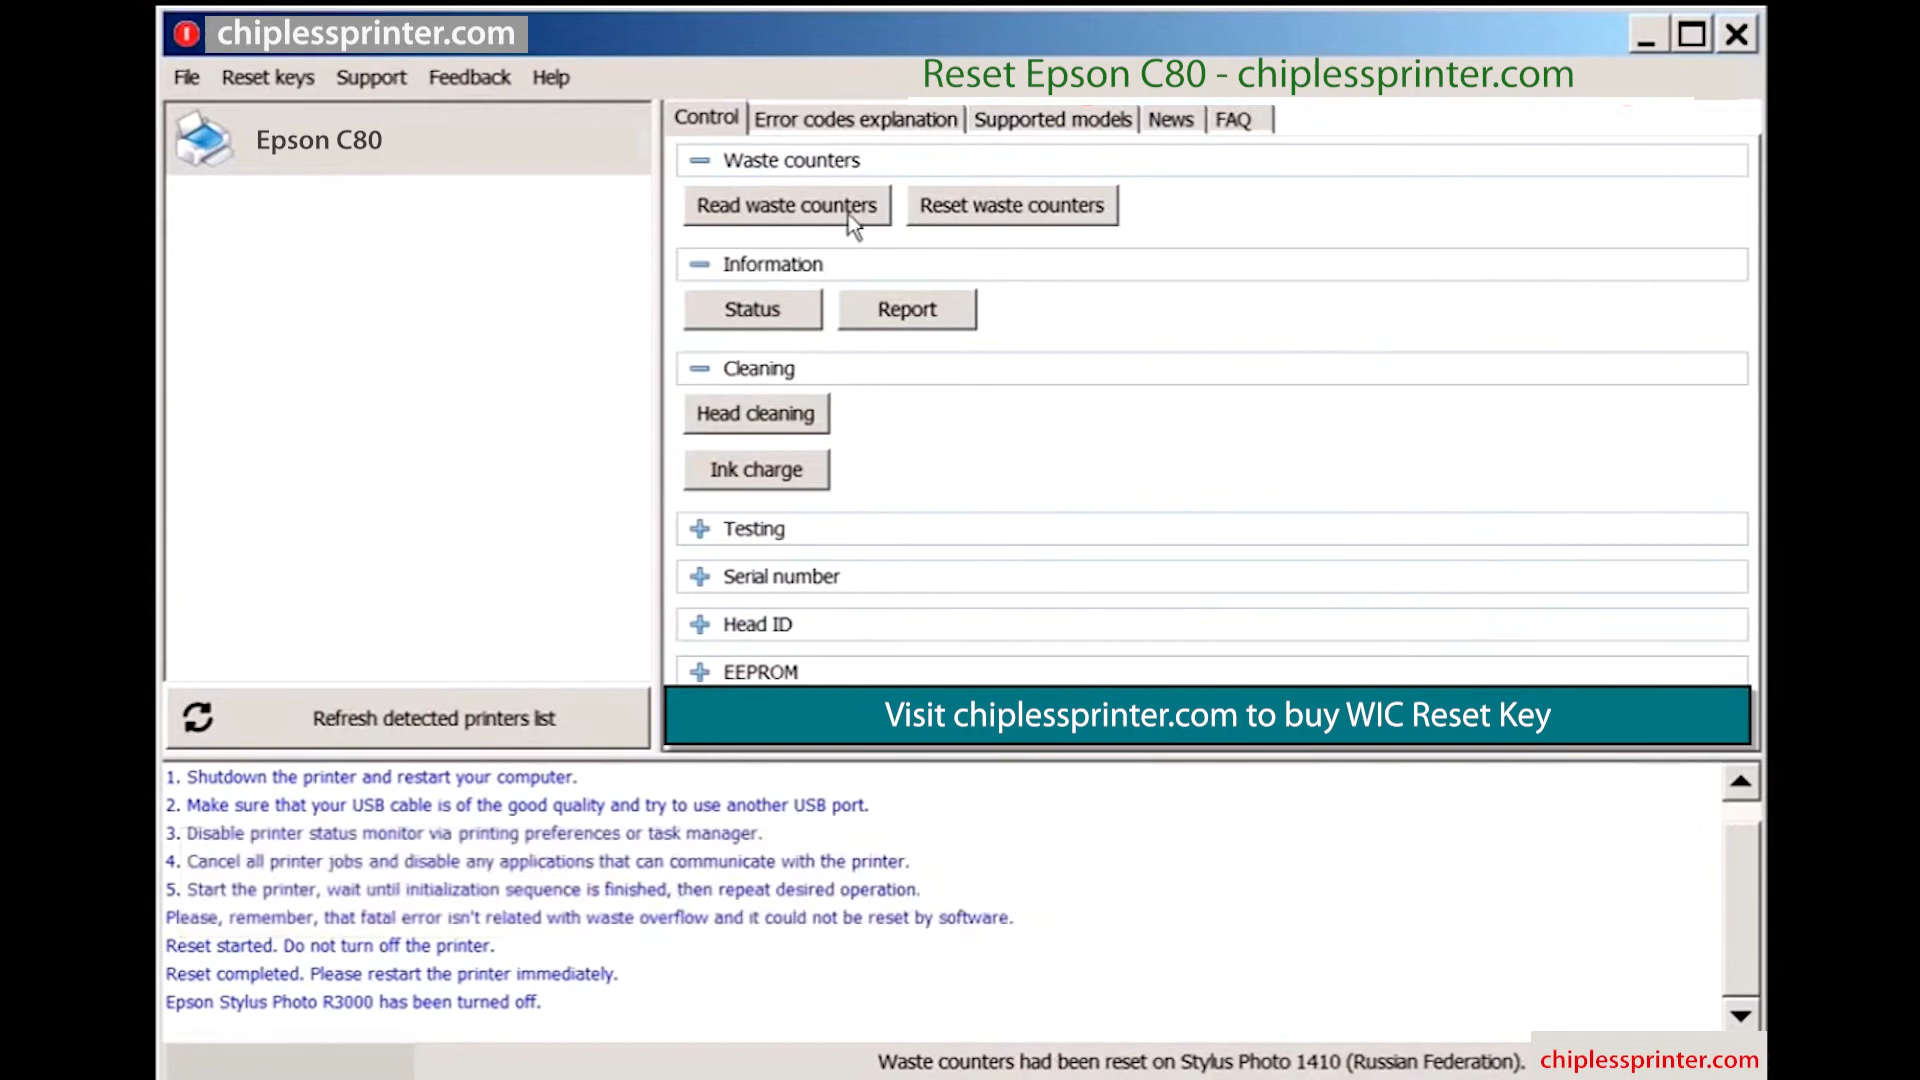 chiplessprinter.com
File Reset keys Support Feedback Help
Reset Epson C80 - chiplessprinter.com
Epson C80
Control Error codes explanation Supported models News FAQ
Waste counters
Read waste counters Reset waste counters
Information
Status Report
Cleaning
Head cleaning
Ink charge
Testing
Serial number
Head ID
EEPROM
Refresh detected printers list
Visit chiplessprinter.com to buy WIC Reset Key
1. Shutdown the printer and restart your computer.
2. Make sure that your USB cable is of the good quality and try to use another USB port.
3. Disable printer status monitor via printing preferences or task manager.
4. Cancel all printer jobs and disable any applications that can communicate with the printer.
5. Start the printer, wait until initialization sequence is finished, then repeat desired operation.
Please, remember, that fatal error isn't related with waste overflow and it could not be reset by software.
Reset started. Do not turn off the printer.
Reset completed. Please restart the printer immediately.
Epson Stylus Photo R3000 has been turned off.
Waste counters had been reset on Stylus Photo 1410 (Russian Federation).
chiplessprinter.com